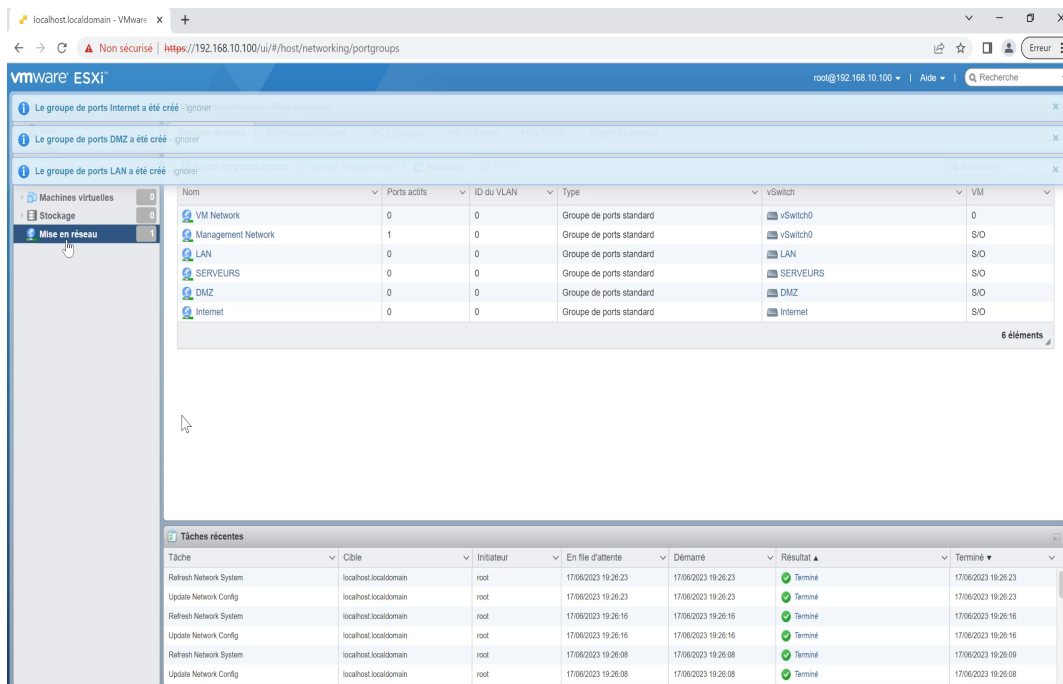 localhost.localdomain - VMware
Non sécurisé | https://192.168.10.100/ui/#/host/networking/portgroups
Erreur
vmware ESXi
root@192.168.10.100 | Aide | Recherche
Le groupe de ports Internet a été créé - ignorer
Le groupe de ports DMZ a été créé - ignorer
Le groupe de ports LAN a été créé - ignorer
Machines virtuelles 0
Stockage 0
Mise en réseau 1
Nom Ports actifs ID du VLAN Type vSwitch VM
VM Network 0 0 Groupe de ports standard vSwitch0 0
Management Network 1 0 Groupe de ports standard vSwitch0 S/O
LAN 0 0 Groupe de ports standard LAN S/O
SERVEURS 0 0 Groupe de ports standard SERVEURS S/O
DMZ 0 0 Groupe de ports standard DMZ S/O
Internet 0 0 Groupe de ports standard Internet S/O
6 éléments
Tâches récentes
Tâche Cible Initiateur En file d'attente Démarré Résultat ▲ Terminé ▼
Refresh Network System localhost.localdomain root 17/06/2023 19:26:23 17/06/2023 19:26:23 Terminé 17/06/2023 19:26:23
Update Network Config localhost.localdomain root 17/06/2023 19:26:23 17/06/2023 19:26:23 Terminé 17/06/2023 19:26:23
Refresh Network System localhost.localdomain root 17/06/2023 19:26:16 17/06/2023 19:26:16 Terminé 17/06/2023 19:26:16
Update Network Config localhost.localdomain root 17/06/2023 19:26:16 17/06/2023 19:26:16 Terminé 17/06/2023 19:26:16
Refresh Network System localhost.localdomain root 17/06/2023 19:26:08 17/06/2023 19:26:08 Terminé 17/06/2023 19:26:09
Update Network Config localhost.localdomain root 17/06/2023 19:26:08 17/06/2023 19:26:08 Terminé 17/06/2023 19:26:08